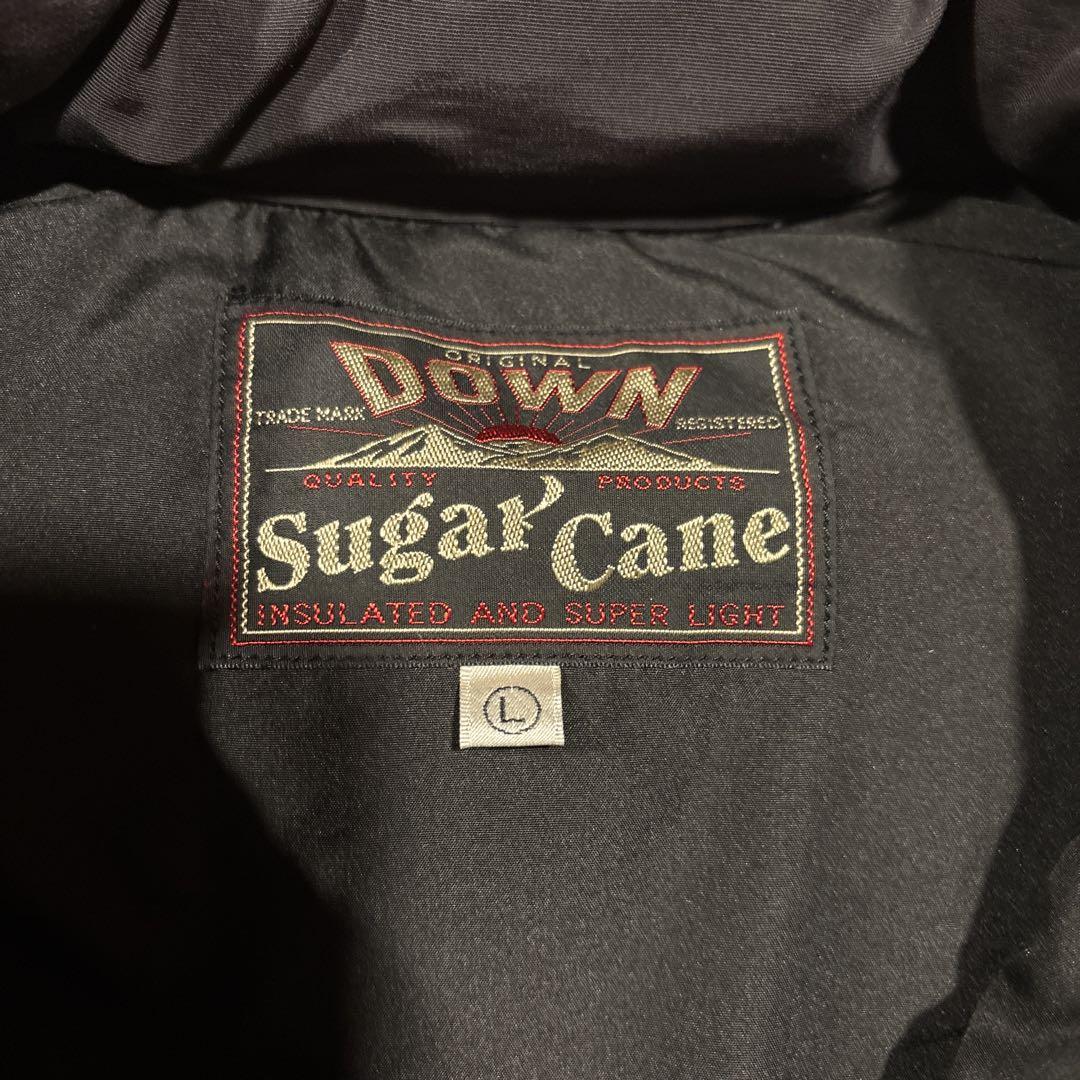 ORIGINAL
DOWN
TRADE MARK REGISTERED
QUALITY PRODUCTS
Sugar Cane
INSULATED AND SUPER LIGHT
L